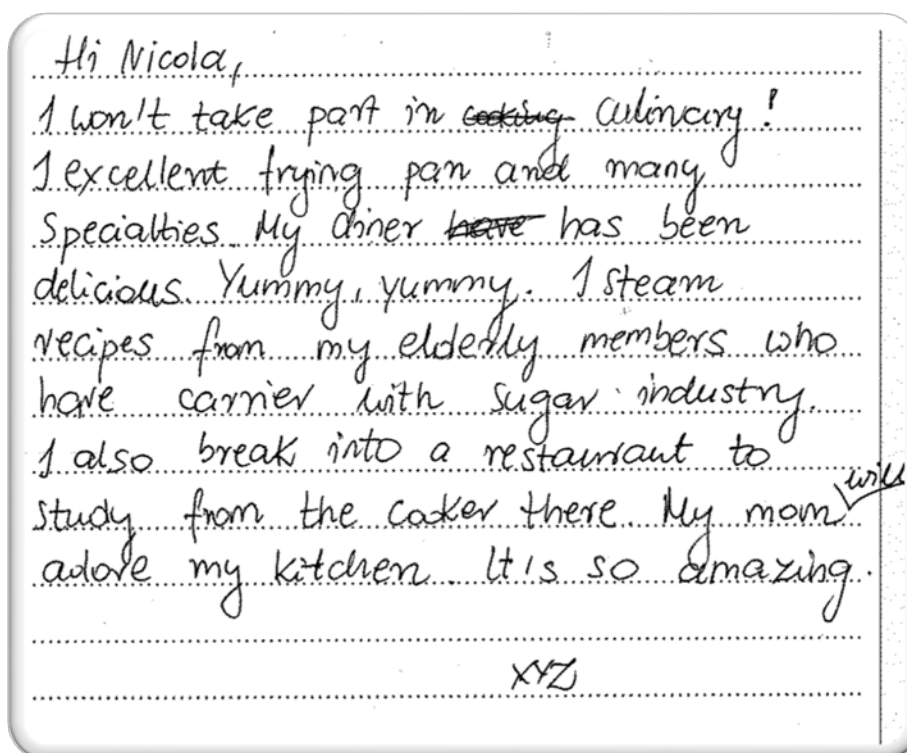 Hi Nicola,
I won't take part in cooking culinary!
I excellent frying pan and many
specialties. My diner have has been
delicious. Yummy, yummy. I steam
recipes from my elderly members who
have carrier with sugar industry.
I also break into a restaurant to
study from the cooker there. My mom will
adore my kitchen. It's so amazing.
XYZ